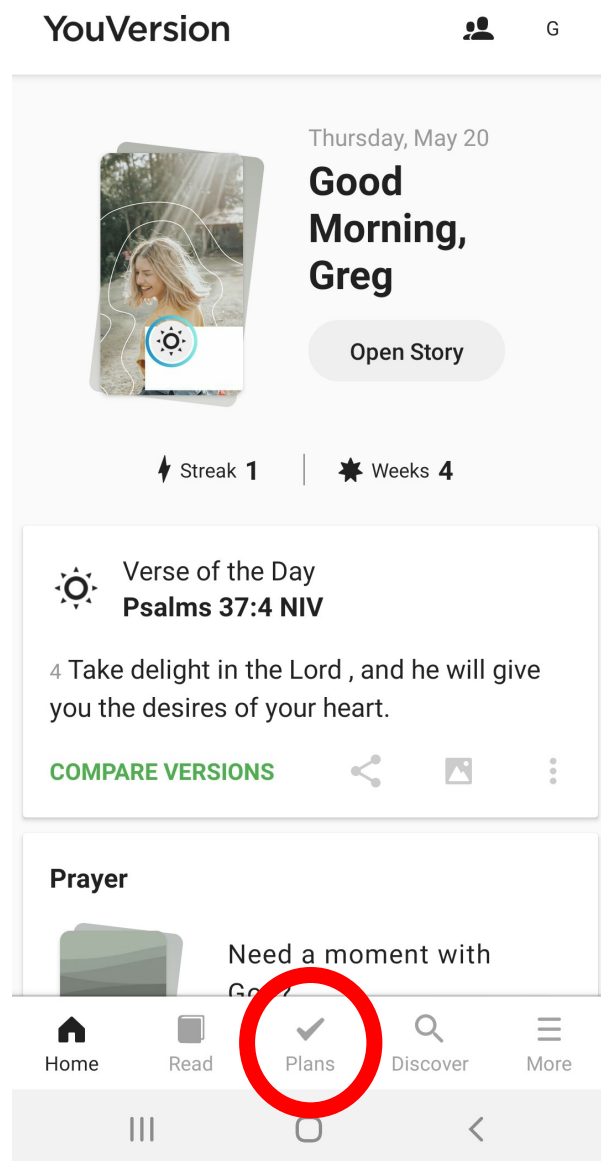 YouVersion
G
Thursday, May 20
Good
Morning,
Greg
Open Story
Streak 1
Weeks 4
Verse of the Day
Psalms 37:4 NIV
4 Take delight in the Lord , and he will give
you the desires of your heart.
COMPARE VERSIONS
Prayer
Need a moment with
Home
Read
Plans
Discover
More